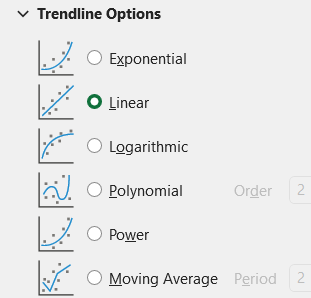 Trendline Options
Exponential
Linear
Logarithmic
Polynomial Order 2
Power
Moving Average Period 2